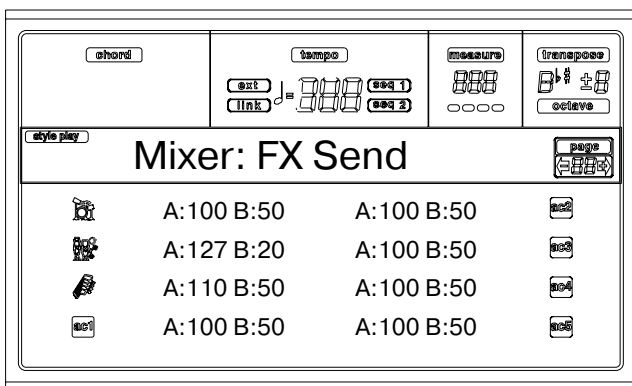 chord tempo measure transpose
ext seq 1
link seq 2 octave
style play
Mixer: FX Send page
A:100 B:50 A:100 B:50 ac2
A:127 B:20 A:100 B:50 ac3
A:110 B:50 A:100 B:50 ac4
ac1 A:100 B:50 A:100 B:50 ac5